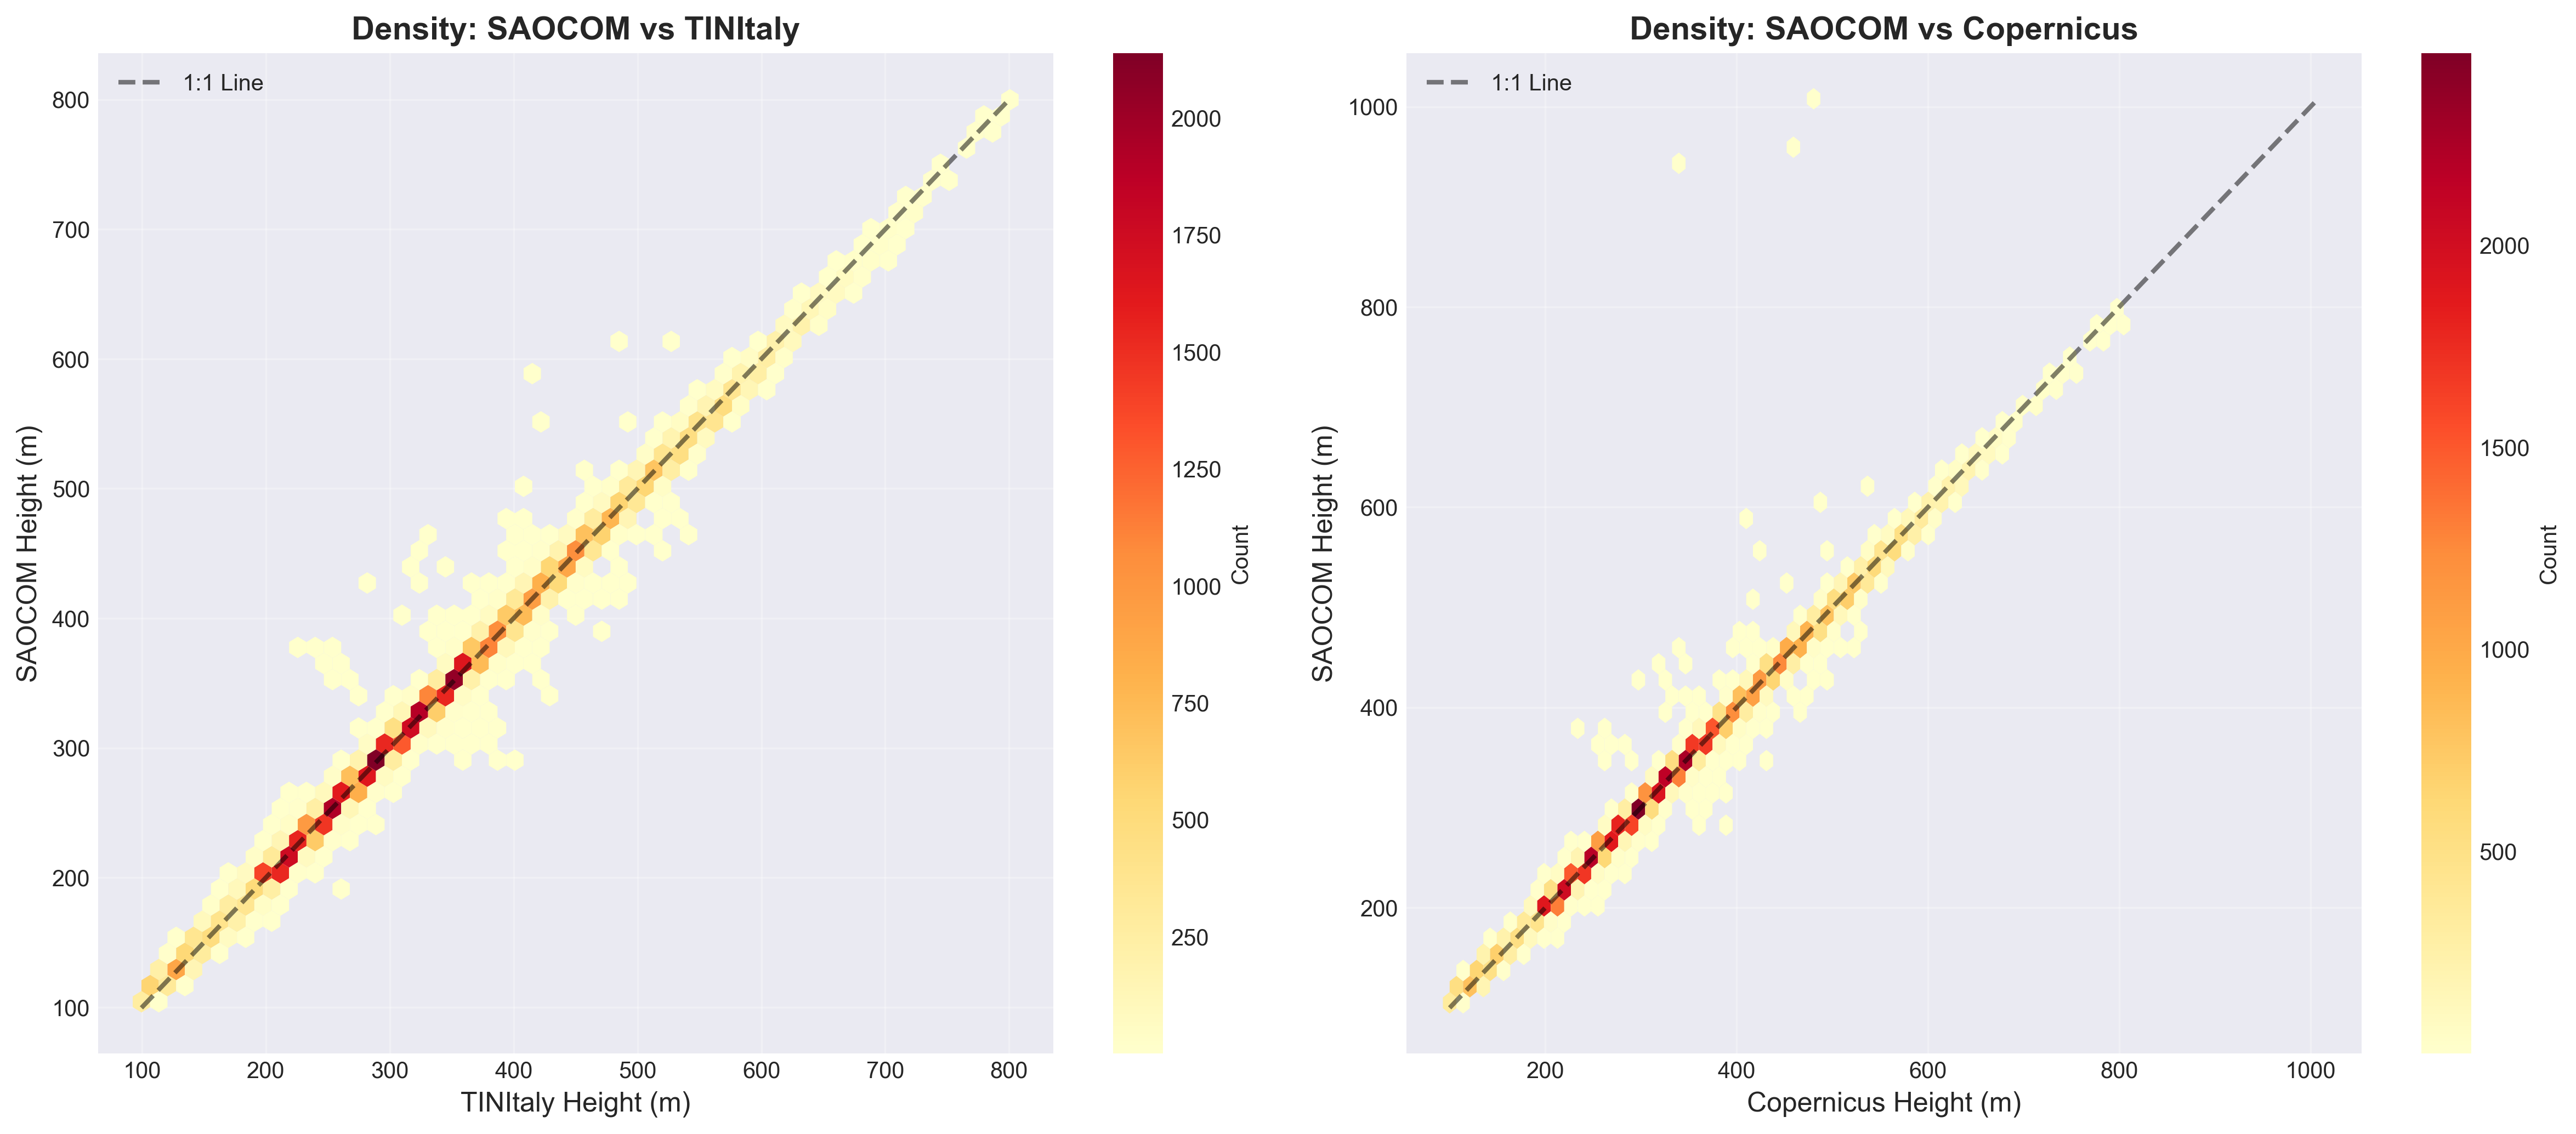 Density: SAOCOM vs TINItaly
1:1 Line
800
700
600
500
400
300
200
100
SAOCOM Height (m)
100 200 300 400 500 600 700 800
TINItaly Height (m)
2000
1750
1500
1250
1000
750
500
250
Count
Density: SAOCOM vs Copernicus
1:1 Line
1000
800
600
400
200
SAOCOM Height (m)
200 400 600 800 1000
Copernicus Height (m)
2000
1500
1000
500
Count